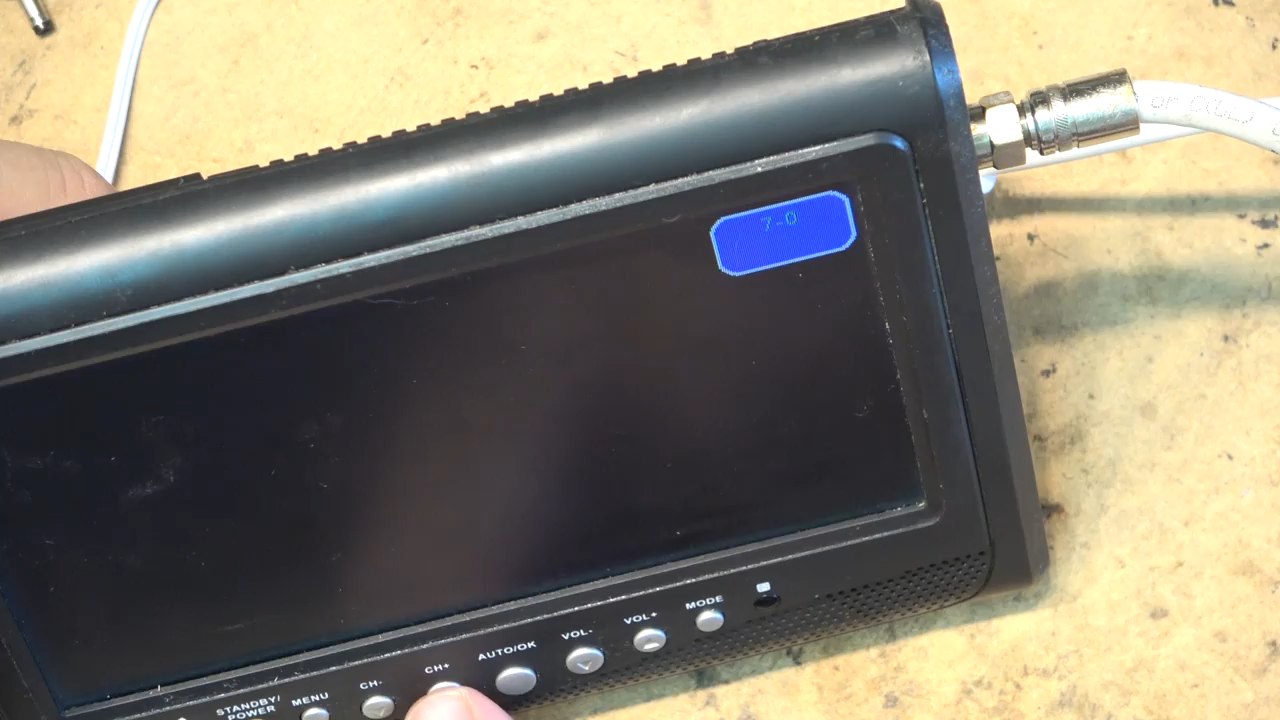 7-0
STANDBY/
POWER
MENU
CH-
CH+
AUTO/OK
VOL-
VOL+
MODE